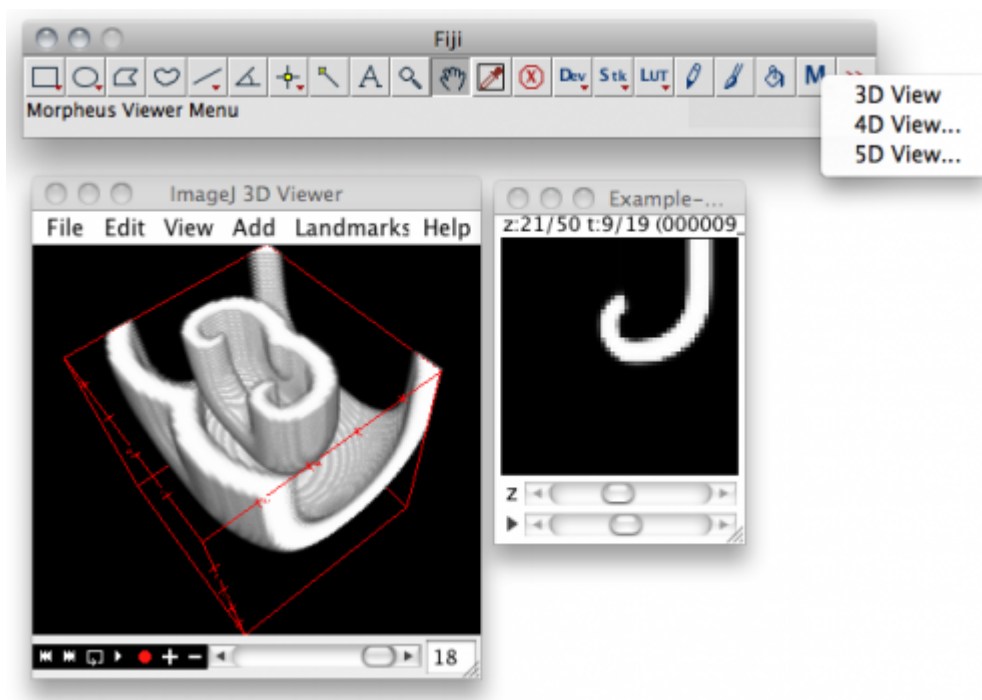 Fiji
A Dev Stk LUT M >>
Morpheus Viewer Menu
3D View
4D View...
5D View...
ImageJ 3D Viewer
File Edit View Add Landmarks Help
18
Example-...
z:21/50 t:9/19 (000009_
z